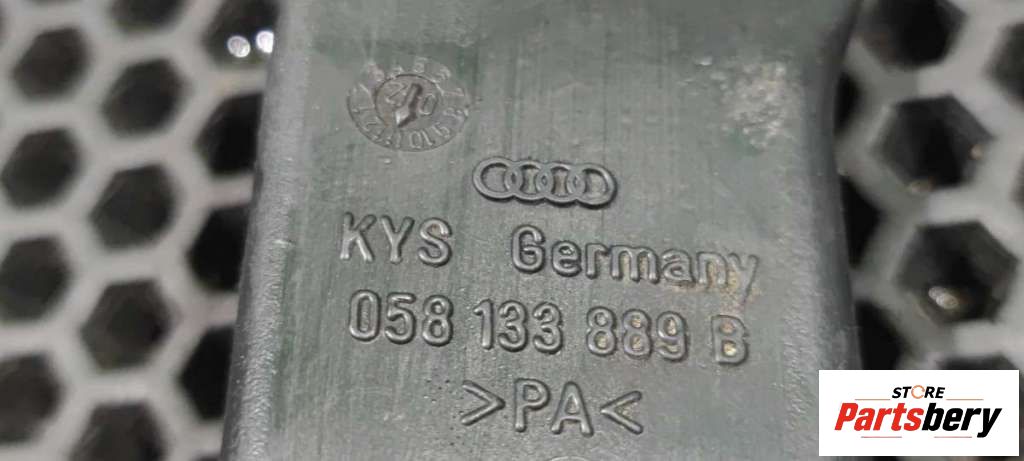 KYS Germany
058 133 889 B
>PA<
STORE
Partsbery